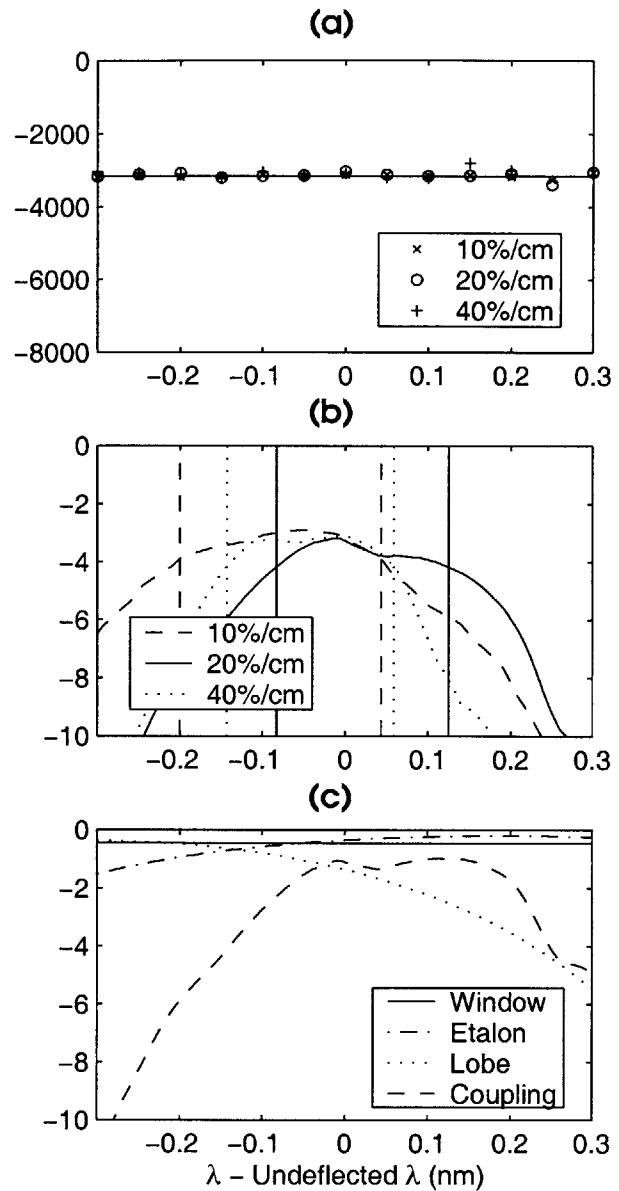 (a)
0
−2000
−4000
−6000
−8000
× 10%/cm
o 20%/cm
+ 40%/cm
−0.2 −0.1 0 0.1 0.2 0.3
(b)
0
−2
−4
−6
−8
−10
10%/cm
20%/cm
40%/cm
−0.2 −0.1 0 0.1 0.2 0.3
(c)
0
−2
−4
−6
−8
−10
Window
Etalon
Lobe
Coupling
−0.2 −0.1 0 0.1 0.2 0.3
λ − Undeflected λ (nm)